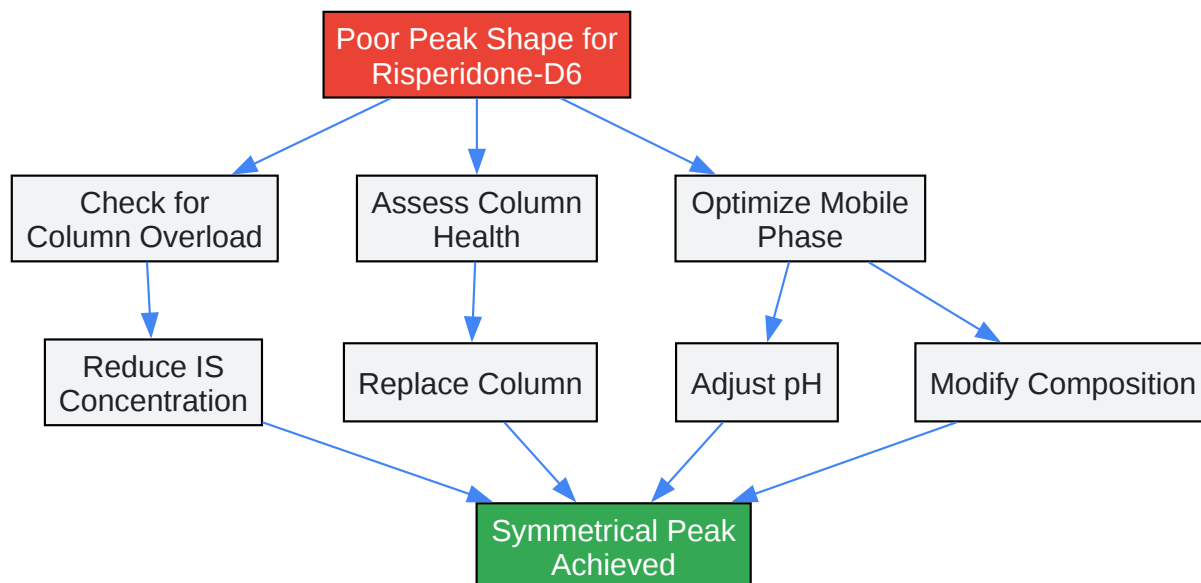 Poor Peak Shape for
Risperidone-D6
Check for
Column Overload
Assess Column
Health
Optimize Mobile
Phase
Reduce IS
Concentration
Replace Column
Adjust pH
Modify Composition
Symmetrical Peak
Achieved